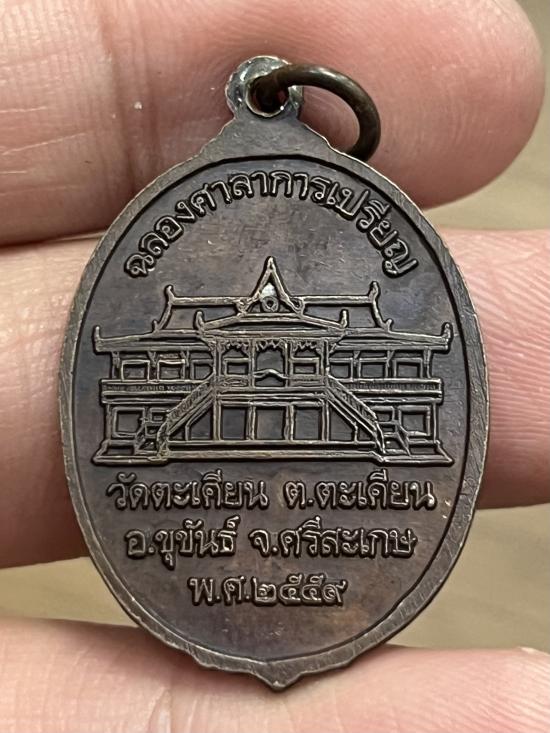 ฉลองศาลาการเปรียญ
วัดตะเคียน ต.ตะเคียน
อ.ขุขันธ์ จ.ศรีสะเกษ
พ.ศ.๒๕๕๙